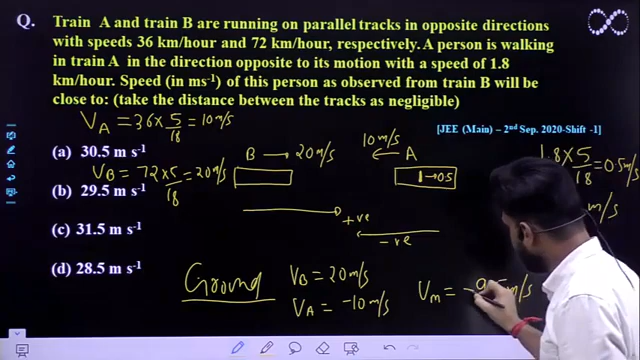 Q. Train A and train B are running on parallel tracks in opposite directions
with speeds 36 km/hour and 72 km/hour, respectively. A person is walking
in train A in the direction opposite to its motion with a speed of 1.8
km/hour. Speed (in ms⁻¹) of this person as observed from train B will be
close to: (take the distance between the tracks as negligible)
V_A = 36 × 5/18 = 10 m/s
[JEE (Main) – 2nd Sep. 2020-Shift -1]
(a) 30.5 m s⁻¹
V_B = 72 × 5/18 = 20 m/s
B → 20 m/s
10 m/s ← A
1.8 × 5/18 = 0.5 m/s
→ 0.5
m/s
(b) 29.5 m s⁻¹
+ve
- ve
(c) 31.5 m s⁻¹
(d) 28.5 m s⁻¹
Ground
V_B = 20 m/s
V_A = -10 m/s
V_m = -9.5 m/s